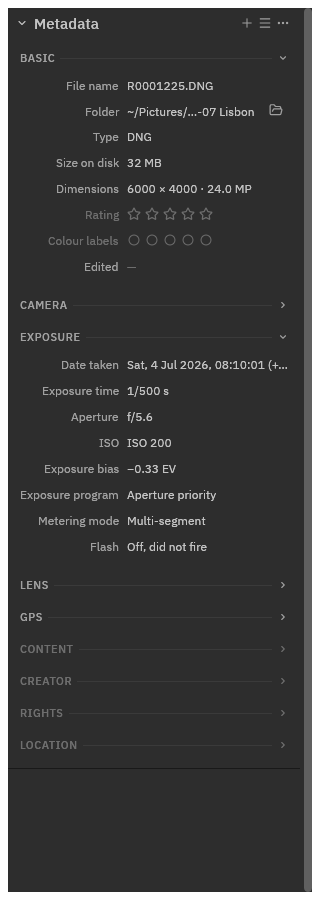 Metadata
BASIC
File name R0001225.DNG
Folder ~/Pictures/...-07 Lisbon
Type DNG
Size on disk 32 MB
Dimensions 6000 × 4000 · 24.0 MP
Rating
Colour labels
Edited —
CAMERA
EXPOSURE
Date taken Sat, 4 Jul 2026, 08:10:01 (+...
Exposure time 1/500 s
Aperture f/5.6
ISO ISO 200
Exposure bias −0.33 EV
Exposure program Aperture priority
Metering mode Multi-segment
Flash Off, did not fire
LENS
GPS
CONTENT
CREATOR
RIGHTS
LOCATION